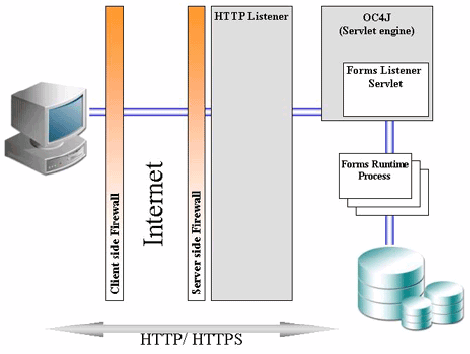 HTTP Listener
OC4J
(Servlet engine)
Forms Listener
Servlet
Forms Runtime
Process
Client side Firewall
Internet
Server side Firewall
HTTP/ HTTPS